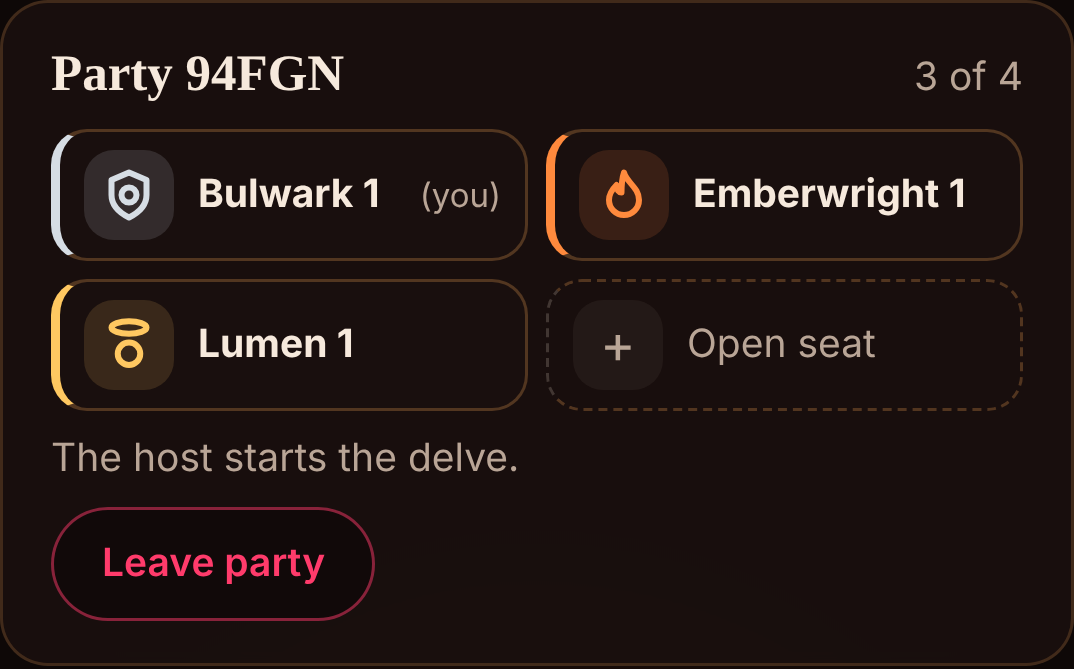 Party 94FGN
3 of 4
Bulwark 1 (you)
Emberwright 1
Lumen 1
+ Open seat
The host starts the delve.
Leave party